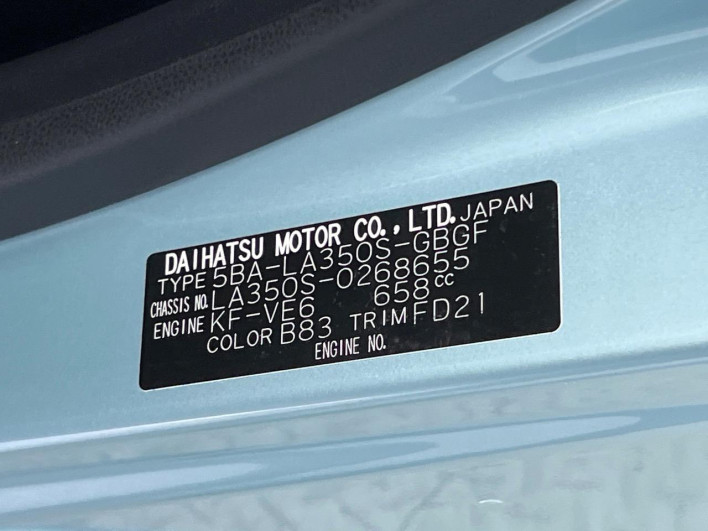 DAIHATSU MOTOR CO., LTD. JAPAN
TYPE 5BA-LA350S-GBGF
CHASSIS NO. LA350S-0268655
ENGINE KF-VE6 658cc
COLOR B83 TRIM FD21
ENGINE NO.